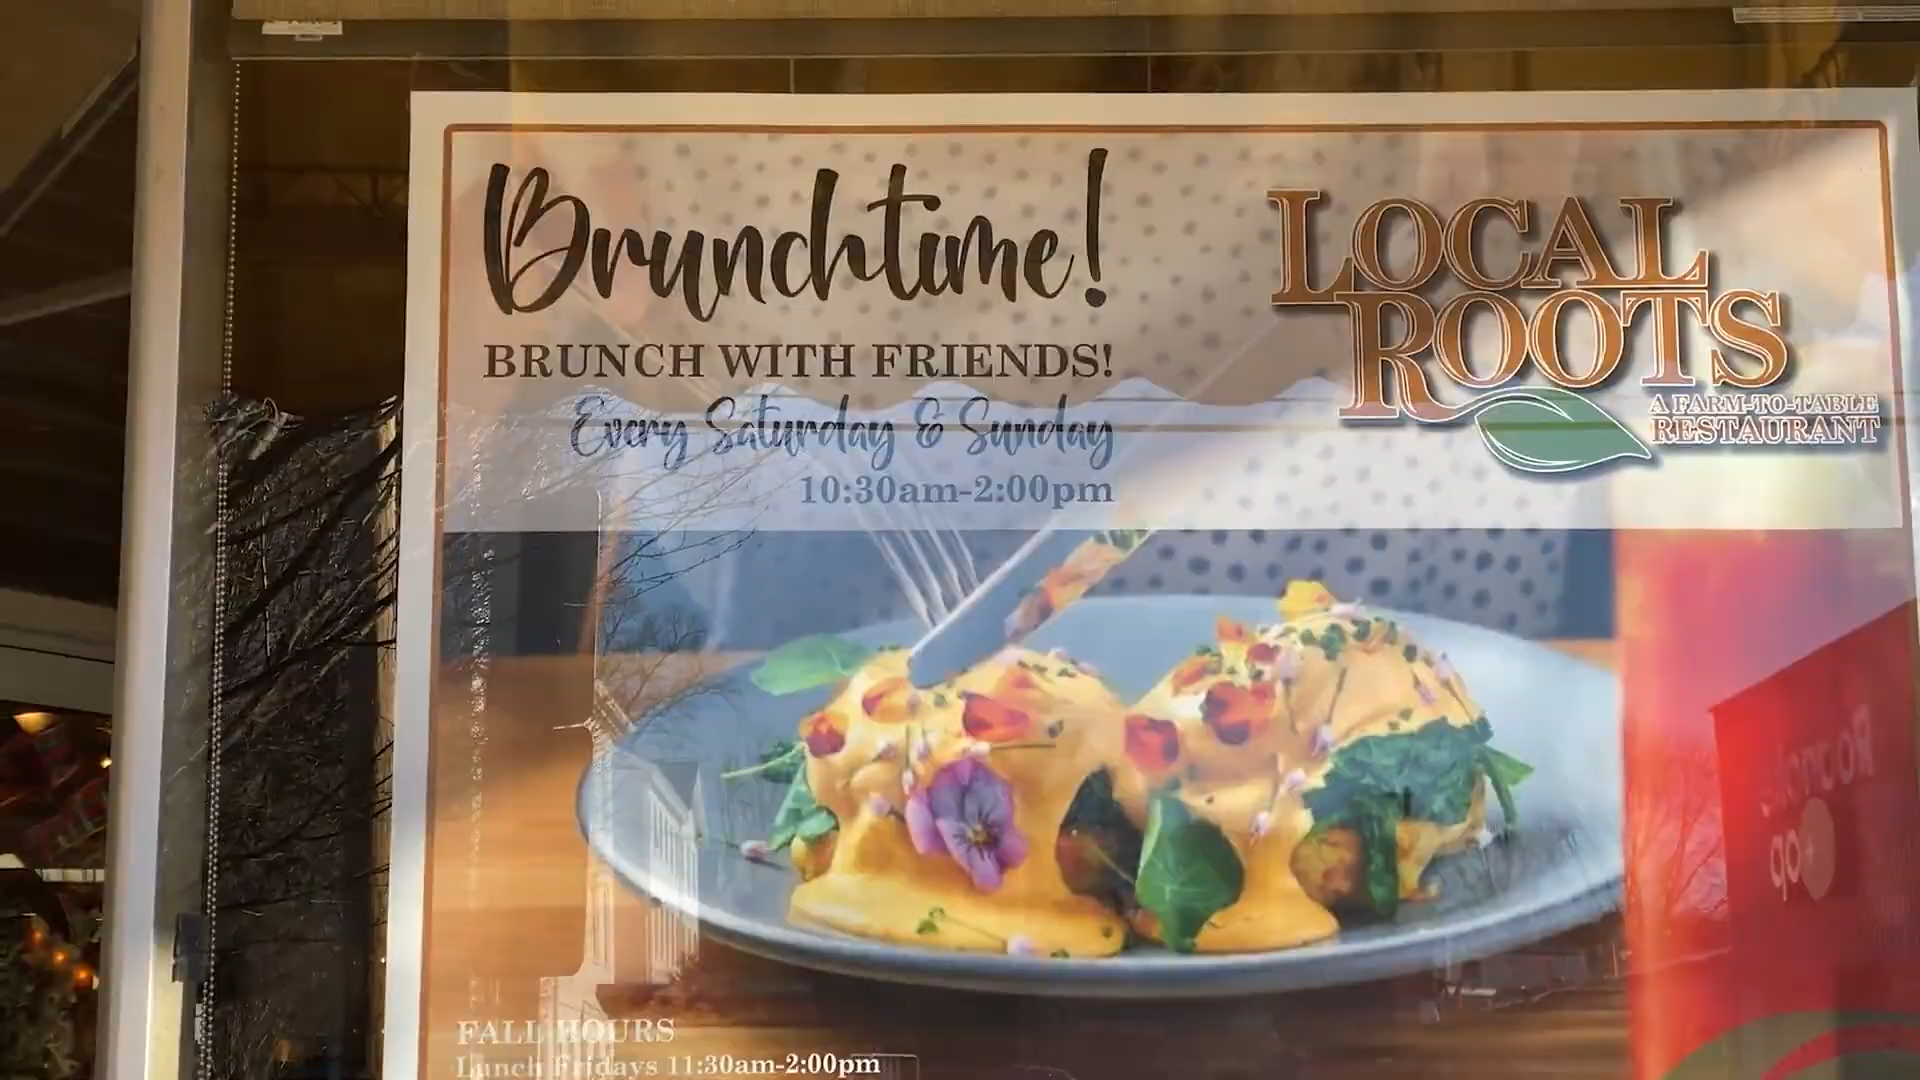 Brunchtime!
BRUNCH WITH FRIENDS!
Every Saturday & Sunday
10:30am-2:00pm
LOCAL
ROOTS
A FARM-TO-TABLE
RESTAURANT
FALL HOURS
Lunch Fridays 11:30am-2:00pm